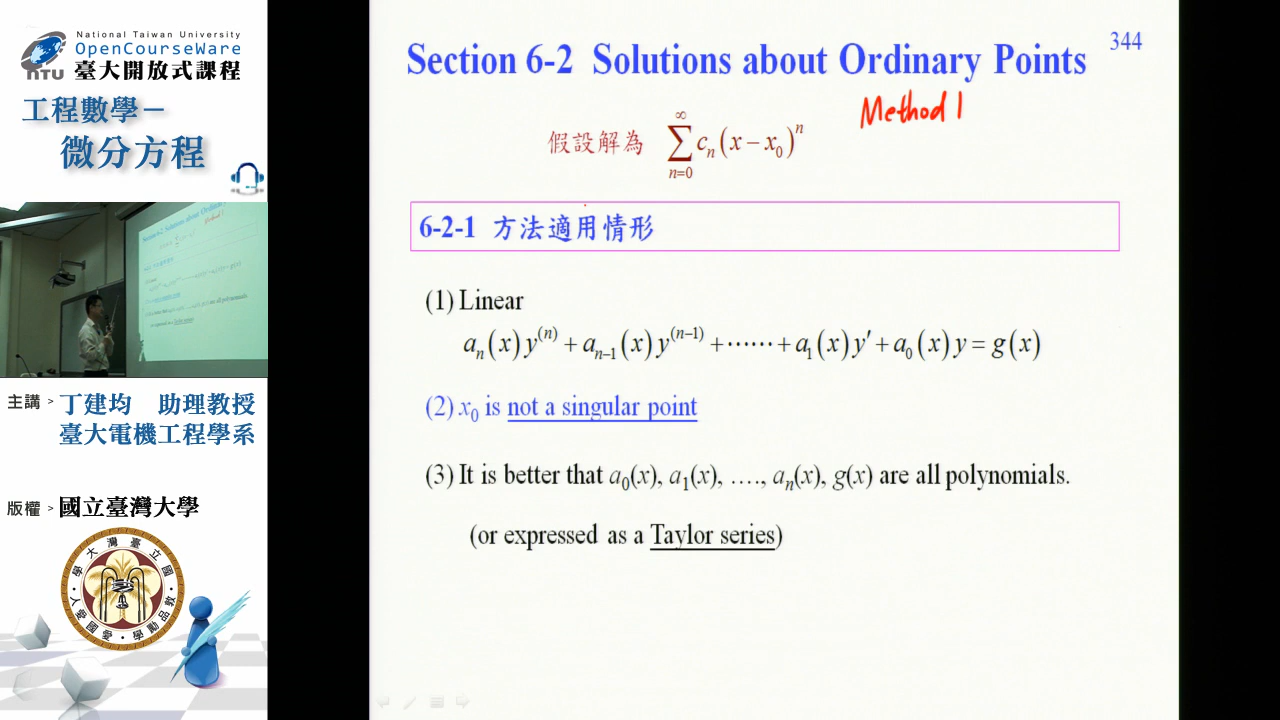 National Taiwan University
OpenCourseWare
NTU 臺大開放式課程
工程數學－
微分方程
主講 > 丁建均 助理教授
臺大電機工程學系
版權 > 國立臺灣大學
臺灣大學
344
Section 6-2 Solutions about Ordinary Points
Method 1
假設解為 ∑_{n=0}^{∞} c_n (x − x_0)^n
6-2-1 方法適用情形
(1) Linear
a_n(x) y^{(n)} + a_{n−1}(x) y^{(n−1)} + ⋯⋯ + a_1(x) y′ + a_0(x) y = g(x)
(2) x_0 is not a singular point
(3) It is better that a_0(x), a_1(x), …., a_n(x), g(x) are all polynomials.
(or expressed as a Taylor series)